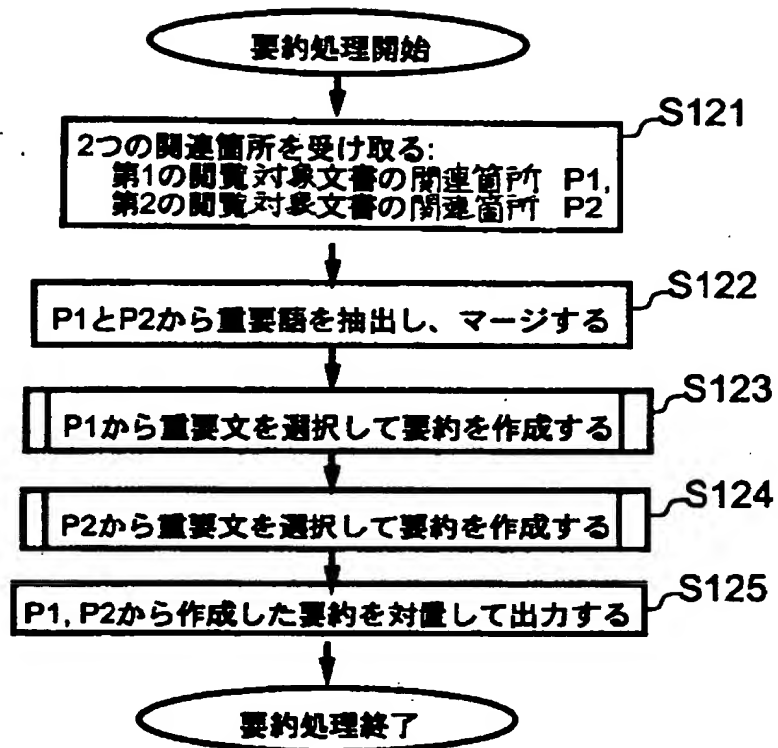 要約処理開始
S121
2つの関連箇所を受け取る:
第1の閲覧対象文書の関連箇所 P1,
第2の閲覧対象文書の関連箇所 P2
S122
P1とP2から重要語を抽出し、マージする
S123
P1から重要文を選択して要約を作成する
S124
P2から重要文を選択して要約を作成する
S125
P1, P2から作成した要約を対置して出力する
要約処理終了